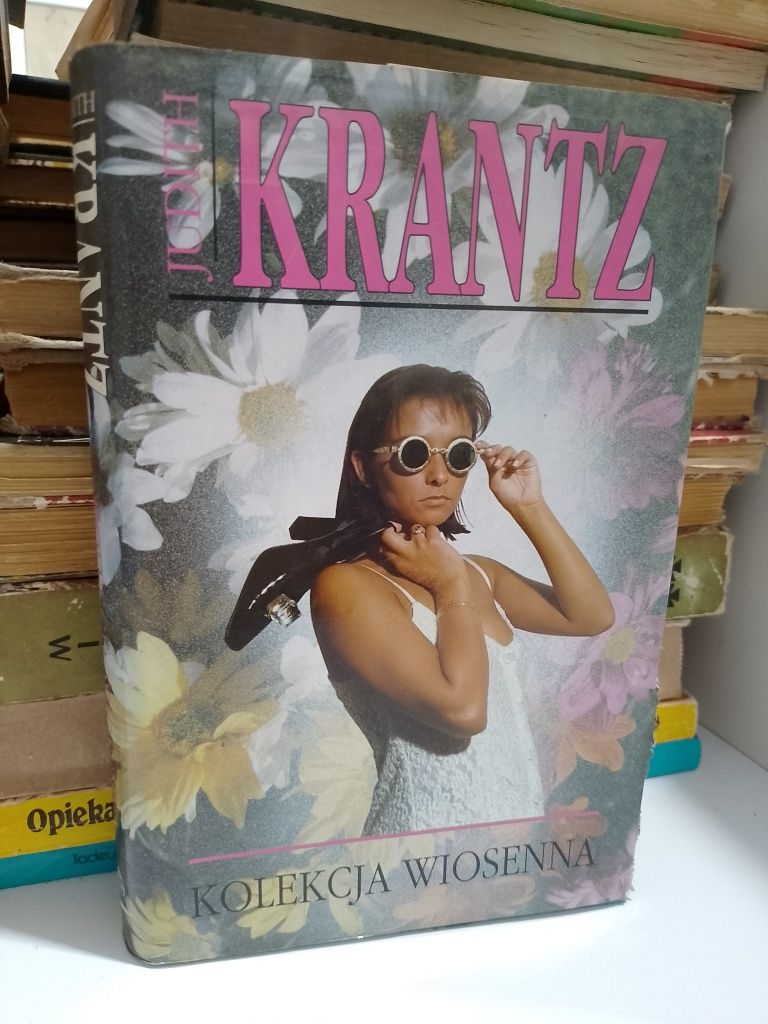 JUDITH
KRANTZ
KOLEKCJA WIOSENNA
KRANTZ
Opieka
W
I